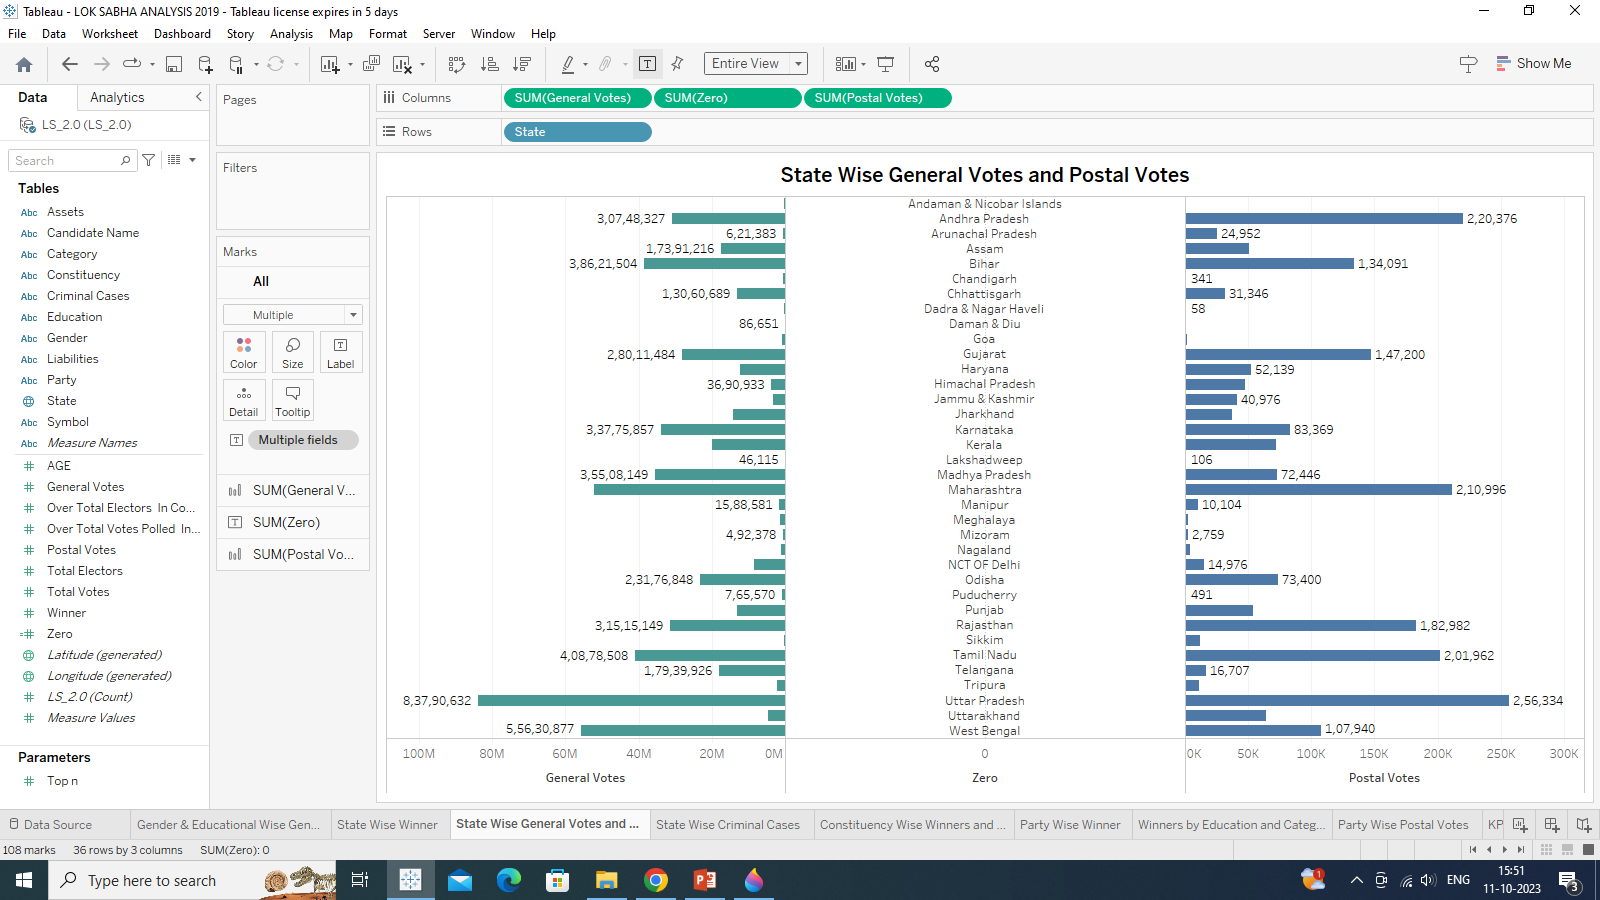 Tableau - LOK SABHA ANALYSIS 2019 - Tableau license expires in 5 days
File Data Worksheet Dashboard Story Analysis Map Format Server Window Help
Entire View
Show Me
Data Analytics
LS_2.0 (LS_2.0)
Search
Tables
Abc Assets
Abc Candidate Name
Abc Category
Abc Constituency
Abc Criminal Cases
Abc Education
Abc Gender
Abc Liabilities
Abc Party
State
Abc Symbol
Abc Measure Names
# AGE
# General Votes
# Over Total Electors In Co...
# Over Total Votes Polled In...
# Postal Votes
# Total Electors
# Total Votes
# Winner
=# Zero
Latitude (generated)
Longitude (generated)
# LS_2.0 (Count)
# Measure Values
Parameters
# Top n
Pages
Filters
Marks
All
Multiple
Color Size Label
Detail Tooltip
Multiple fields
SUM(General V...
SUM(Zero)
SUM(Postal Vo...
Columns SUM(General Votes) SUM(Zero) SUM(Postal Votes)
Rows State
State Wise General Votes and Postal Votes
Andaman & Nicobar Islands
3,07,48,327 Andhra Pradesh 2,20,376
6,21,383 Arunachal Pradesh 24,952
1,73,91,216 Assam
3,86,21,504 Bihar 1,34,091
Chandigarh 341
1,30,60,689 Chhattisgarh 31,346
Dadra & Nagar Haveli 58
86,651 Daman & Diu
Goa
2,80,11,484 Gujarat 1,47,200
Haryana 52,139
36,90,933 Himachal Pradesh
Jammu & Kashmir 40,976
Jharkhand
3,37,75,857 Karnataka 83,369
Kerala
46,115 Lakshadweep 106
3,55,08,149 Madhya Pradesh 72,446
Maharashtra 2,10,996
15,88,581 Manipur 10,104
Meghalaya
4,92,378 Mizoram 2,759
Nagaland
NCT OF Delhi 14,976
2,31,76,848 Odisha 73,400
7,65,570 Puducherry 491
Punjab
3,15,15,149 Rajasthan 1,82,982
Sikkim
4,08,78,508 Tamil Nadu 2,01,962
1,79,39,926 Telangana 16,707
Tripura
8,37,90,632 Uttar Pradesh 2,56,334
Uttarakhand
5,56,30,877 West Bengal 1,07,940
100M 80M 60M 40M 20M 0M 0 0K 50K 100K 150K 200K 250K 300K
General Votes Zero Postal Votes
Data Source Gender & Educational Wise Gen... State Wise Winner State Wise General Votes and ... State Wise Criminal Cases Constituency Wise Winners and ... Party Wise Winner Winners by Education and Categ... Party Wise Postal Votes KP
108 marks 36 rows by 3 columns SUM(Zero): 0
Type here to search
1
ENG
15:51
11-10-2023
3